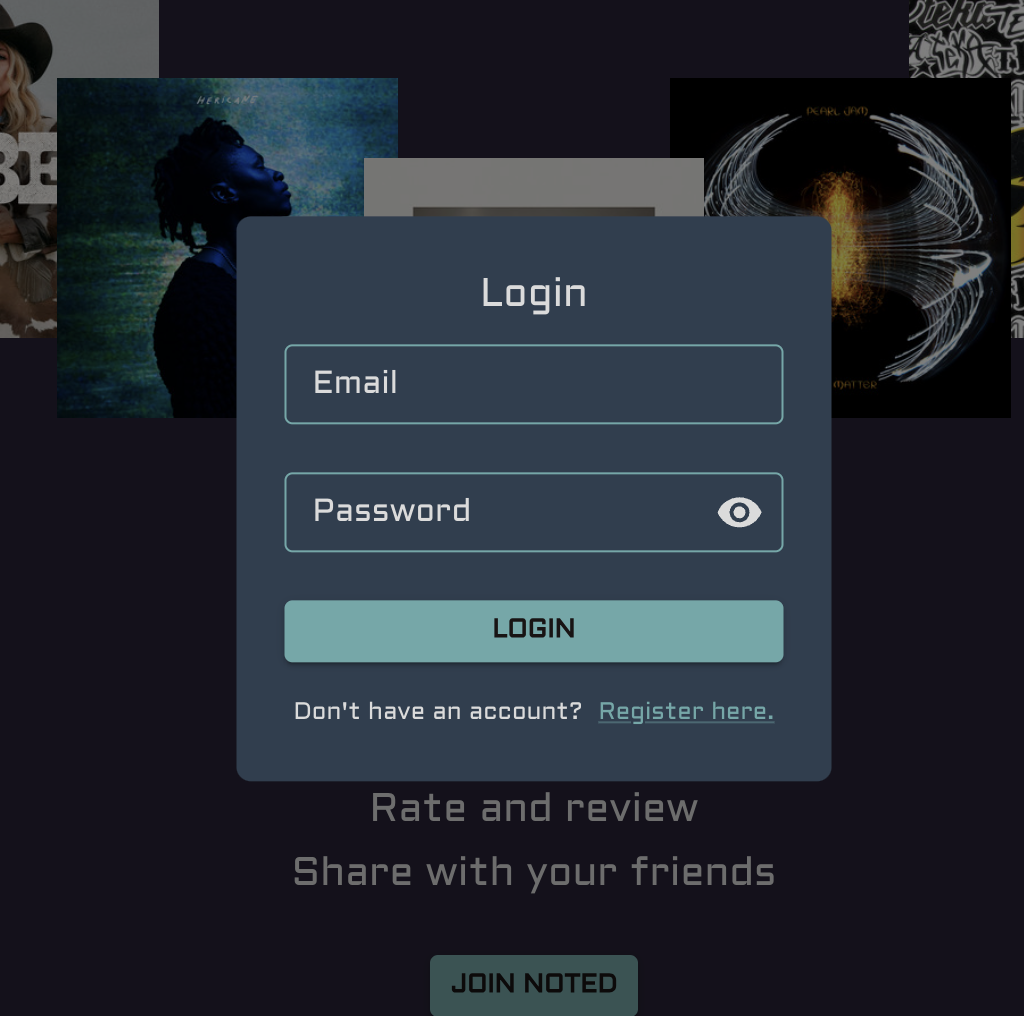 HERICANE
PEARL JAM
BE
Login
Email
MATTER
Password
LOGIN
Don't have an account? Register here.
Rate and review
Share with your friends
JOIN NOTED